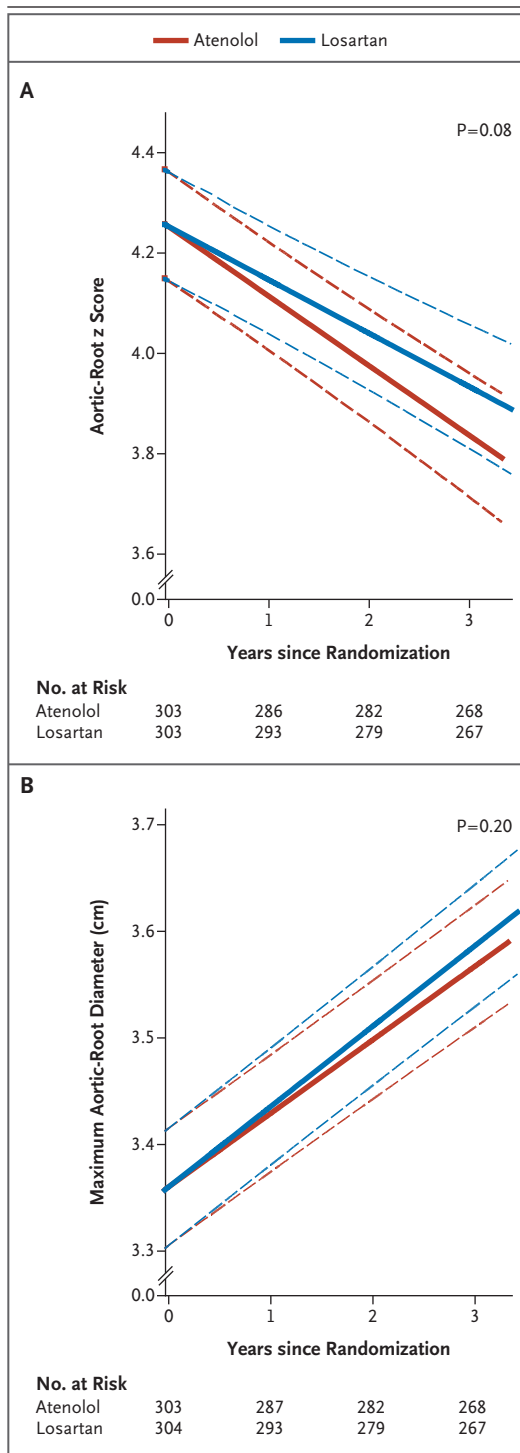 Atenolol Losartan
A
P=0.08
4.4
4.2
4.0
3.8
3.6
0.0
Aortic-Root z Score
0 1 2 3
Years since Randomization
No. at Risk
Atenolol 303 286 282 268
Losartan 303 293 279 267
B
P=0.20
3.7
3.6
3.5
3.4
3.3
0.0
Maximum Aortic-Root Diameter (cm)
0 1 2 3
Years since Randomization
No. at Risk
Atenolol 303 287 282 268
Losartan 304 293 279 267